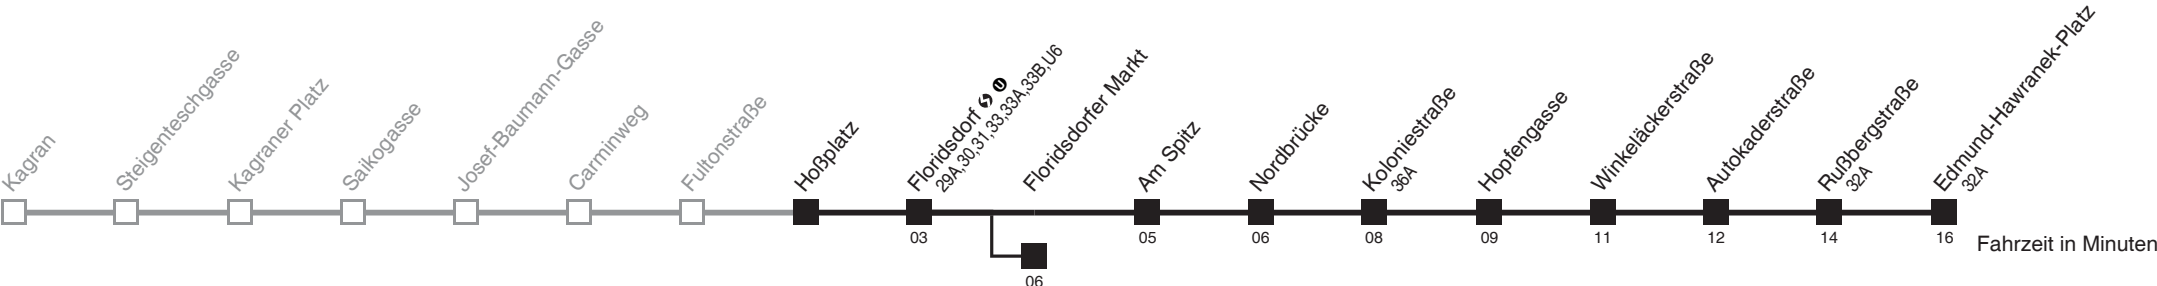 Kagran
Steigenteschgasse
Kagraner Platz
Saikogasse
Josef-Baumann-Gasse
Carminweg
Fultonstraße
Hoßplatz
Floridsdorf
29A,30,31,33,33A,33B,U6
Floridsdorfer Markt
Am Spitz
Nordbrücke
Koloniestraße
36A
Hopfengasse
Winkeläckerstraße
Autokaderstraße
Rußbergstraße
32A
Edmund-Hawranek-Platz
32A
03
05
06
08
09
11
12
14
16
Fahrzeit in Minuten
06